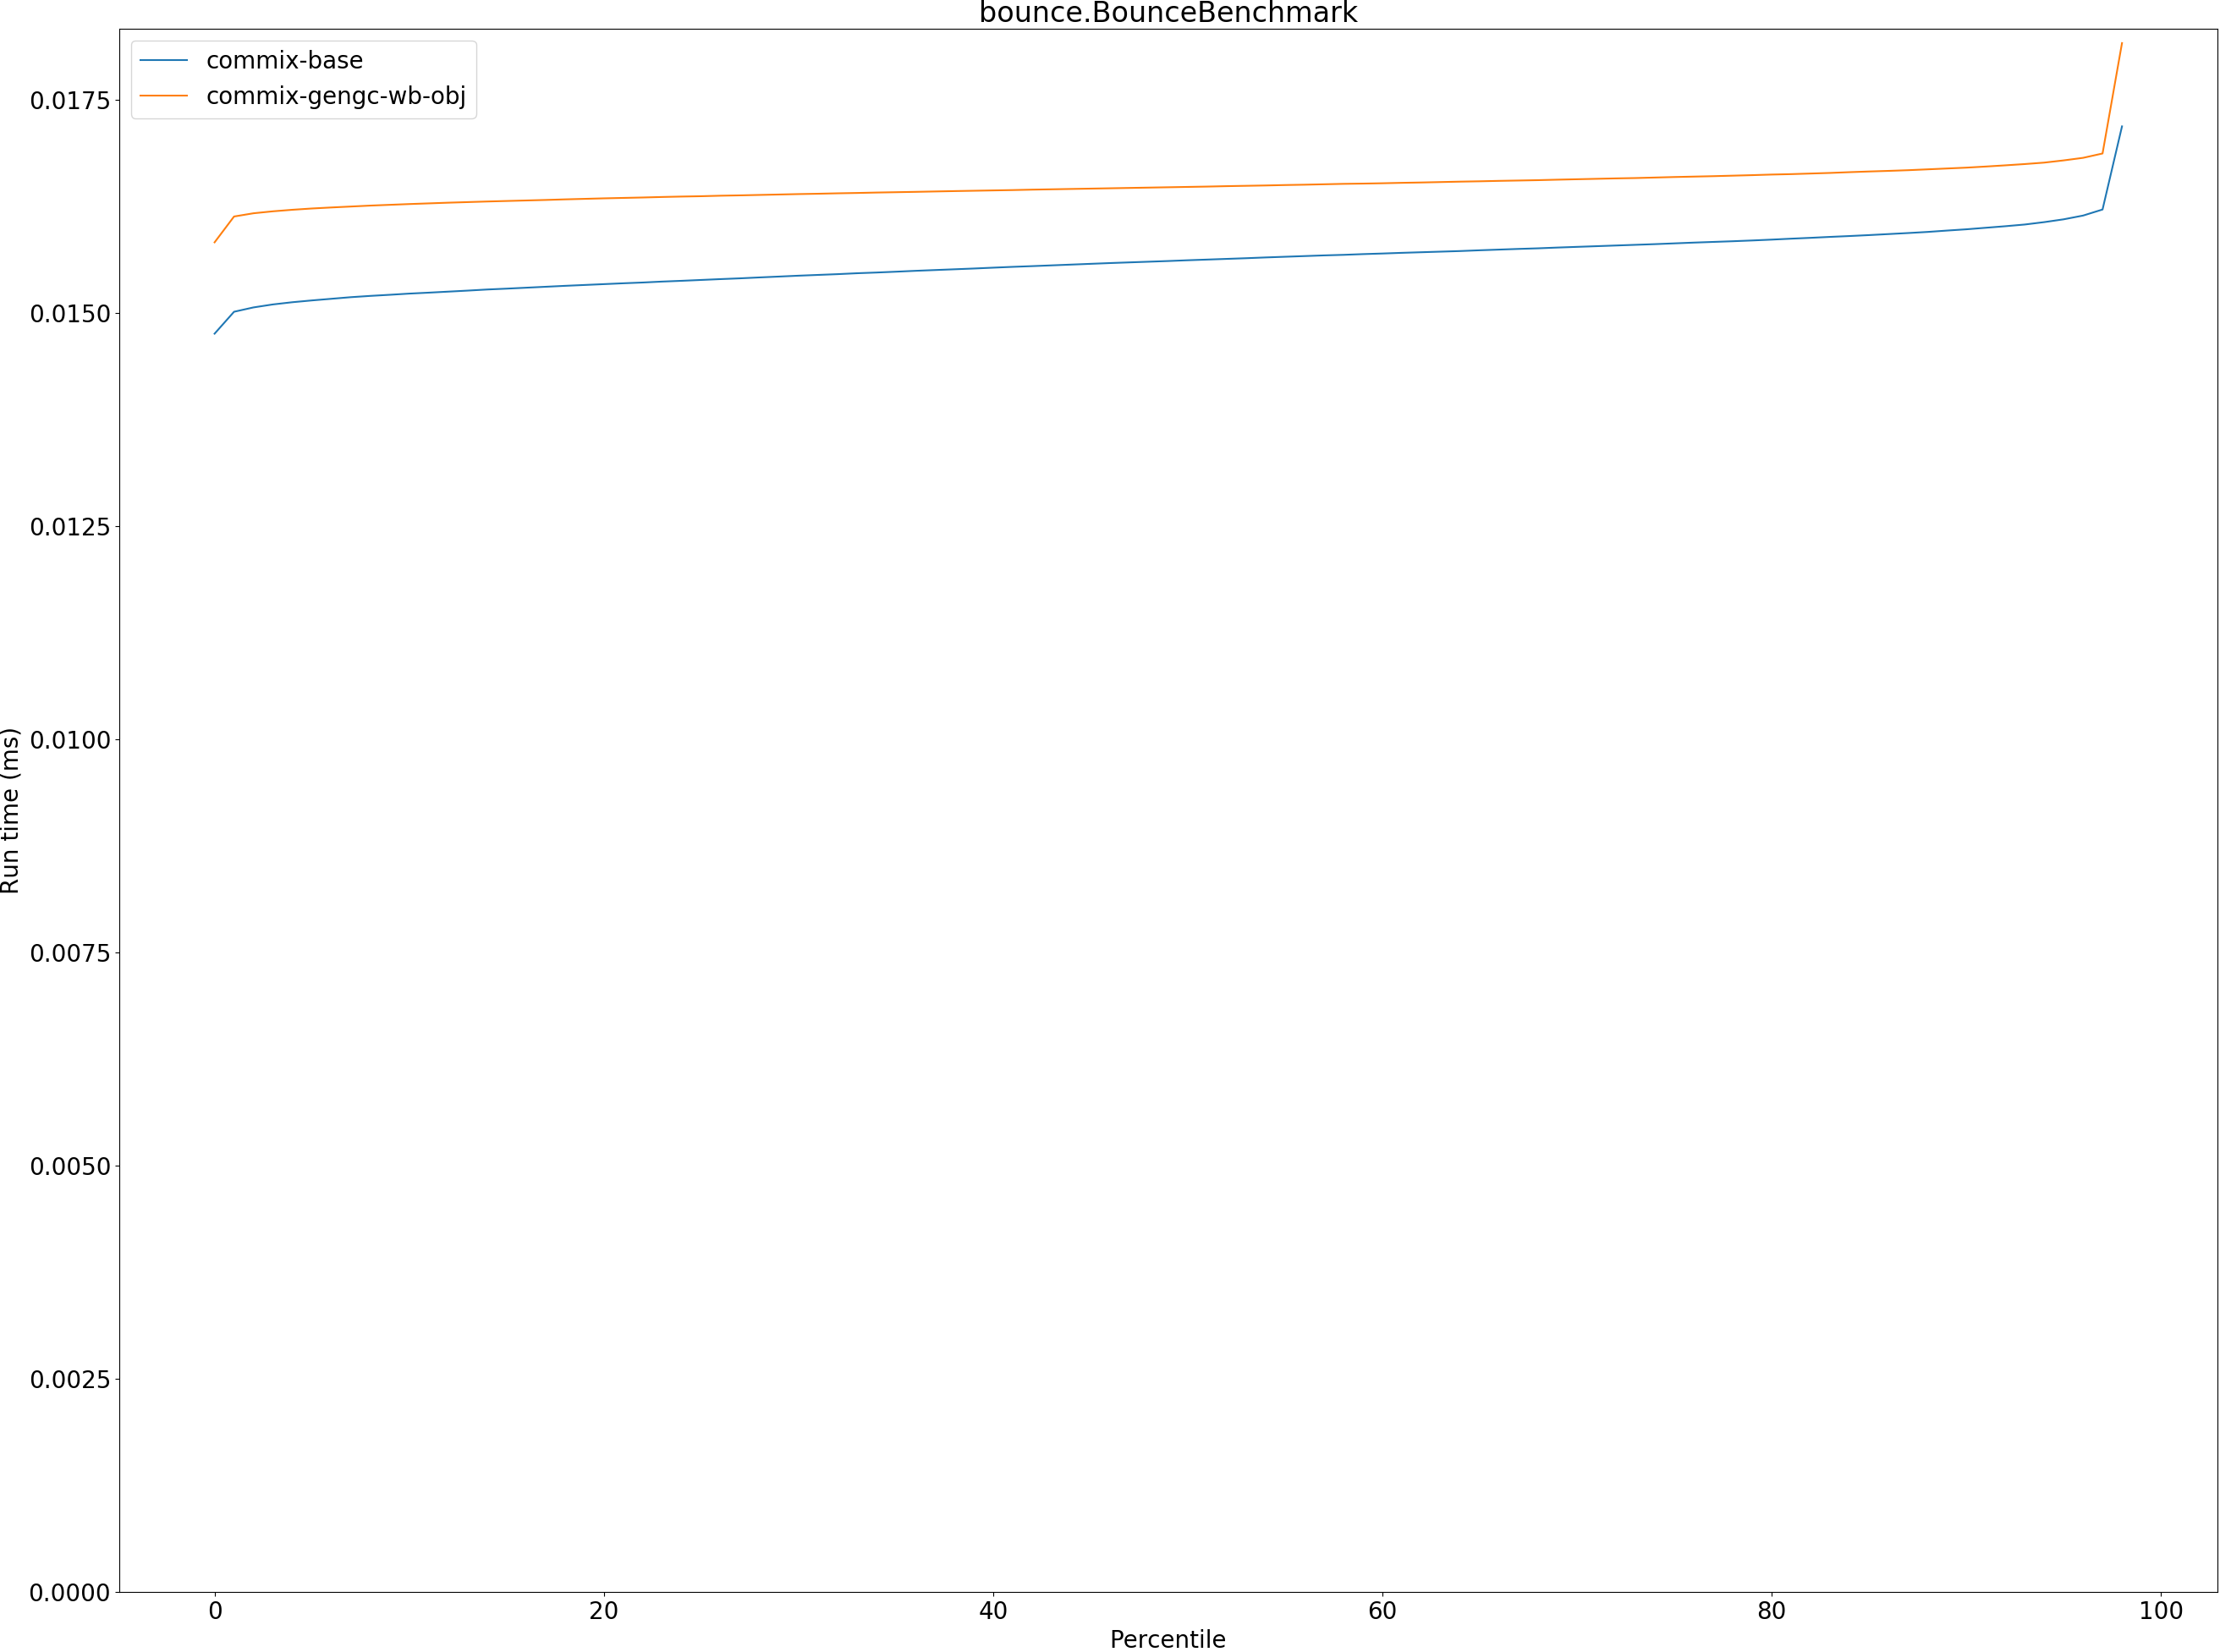 bounce.BounceBenchmark
commix-base
commix-gengc-wb-obj
0.0175
0.0150
0.0125
0.0100
0.0075
0.0050
0.0025
0.0000
Run time (ms)
0 20 40 60 80 100
Percentile